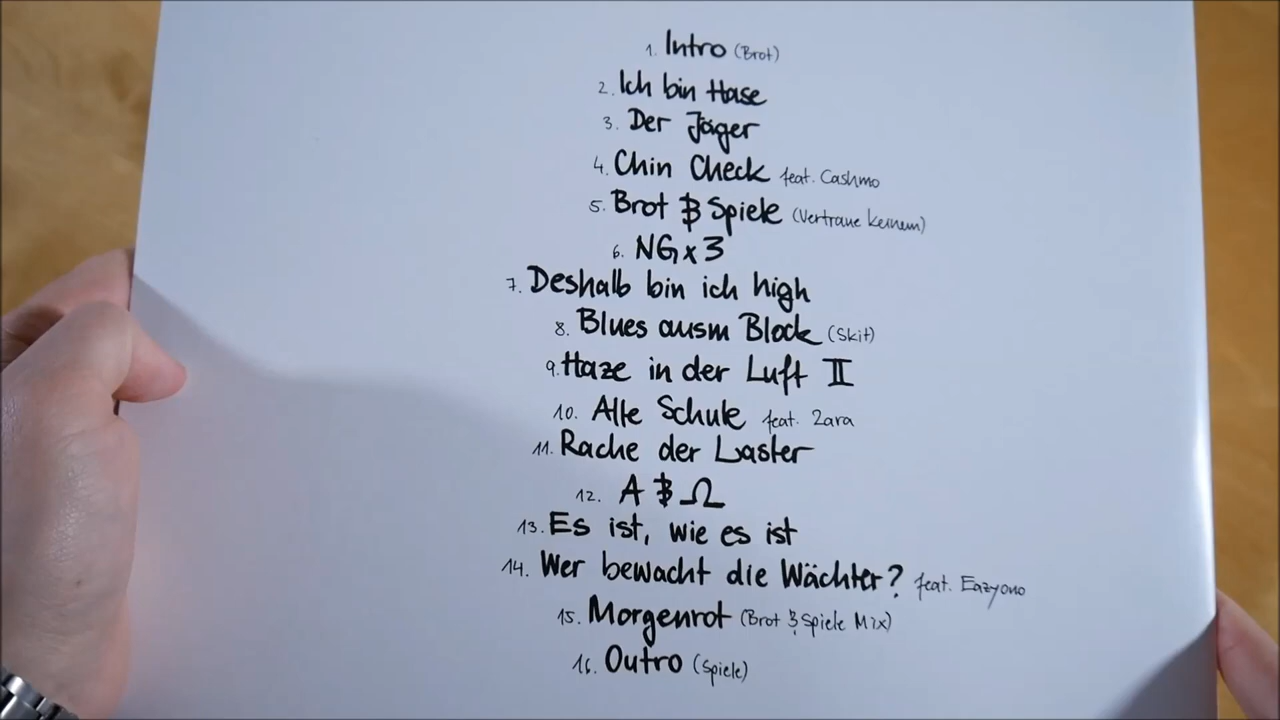 1. Intro (Brot)
2. Ich bin Hase
3. Der Jäger
4. Chin Check feat. Cashmo
5. Brot & Spiele (Vertraue keinem)
6. NG x 3
7. Deshalb bin ich high
8. Blues ausm Block (Skit)
9. Haze in der Luft II
10. Alte Schule feat. Zara
11. Rache der Laster
12. A & Ω
13. Es ist, wie es ist
14. Wer bewacht die Wächter? feat. Eazyono
15. Morgenrot (Brot & Spiele Mix)
16. Outro (Spiele)